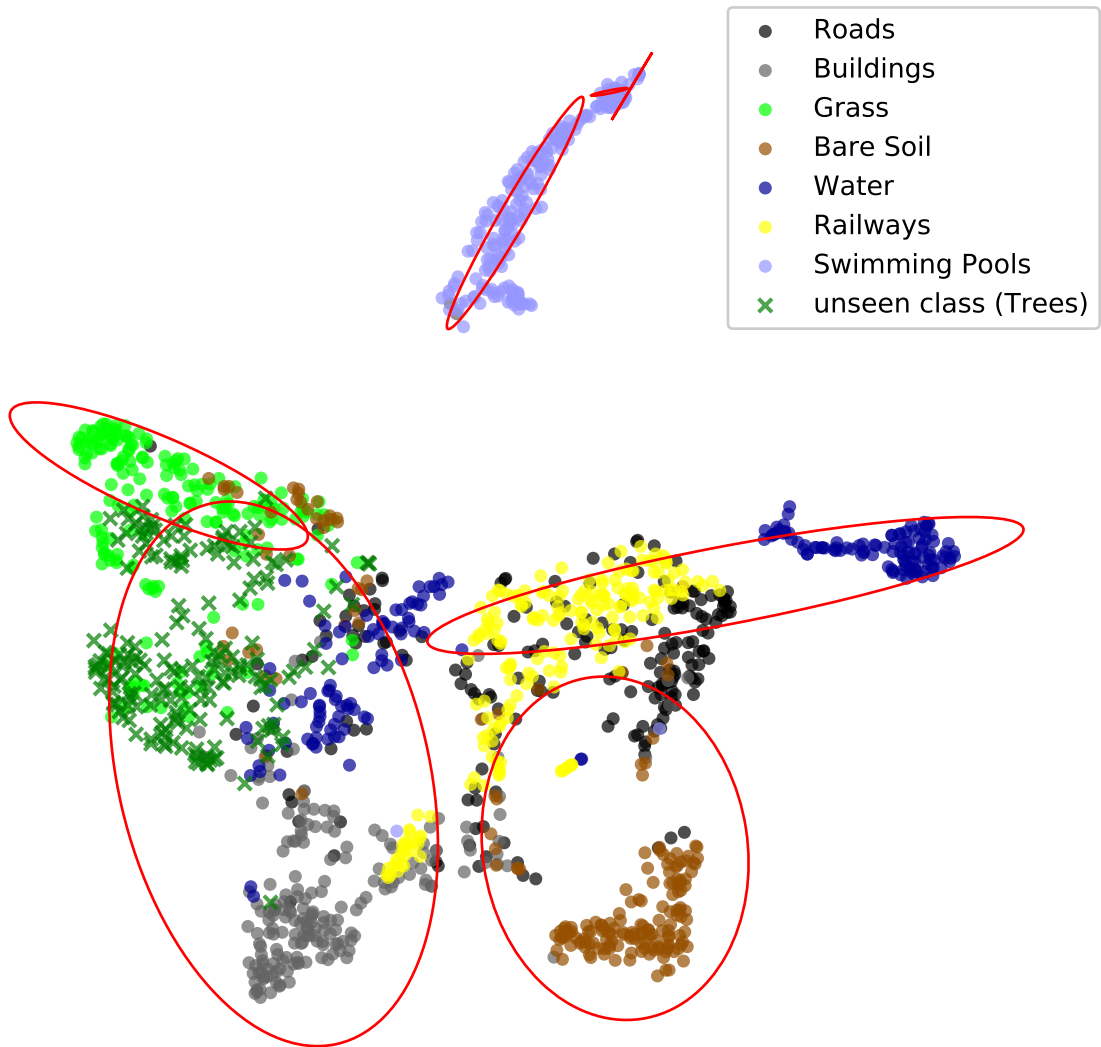 Roads
Buildings
Grass
Bare Soil
Water
Railways
Swimming Pools
unseen class (Trees)